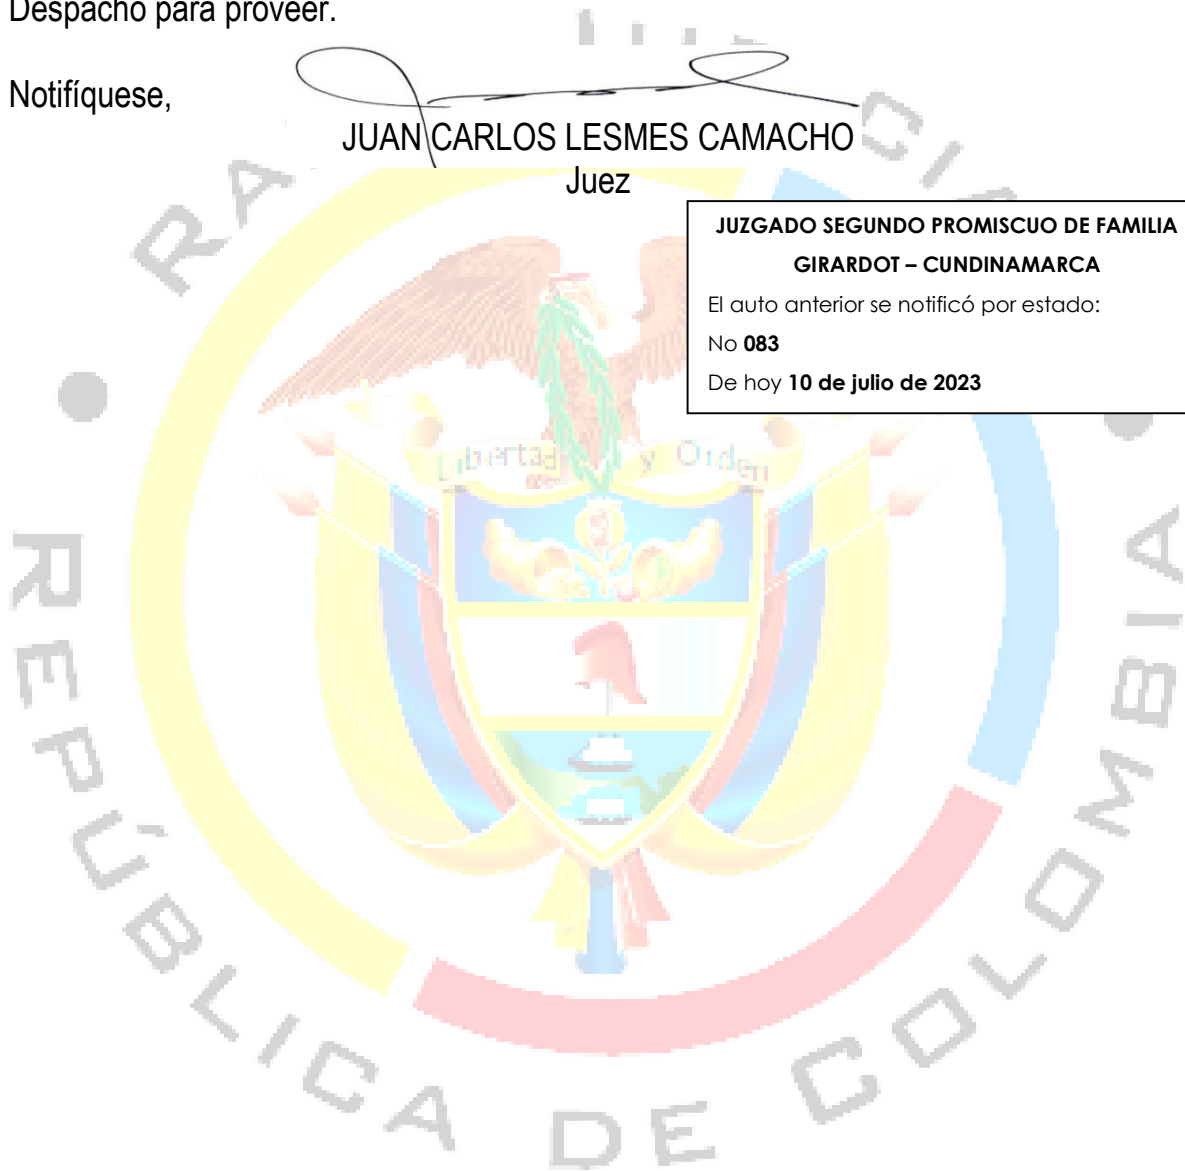 Despacho para proveer.
Notifíquese,
JUAN CARLOS LESMES CAMACHO
Juez
JUZGADO SEGUNDO PROMISCUO DE FAMILIA
GIRARDOT – CUNDINAMARCA
El auto anterior se notificó por estado:
No 083
De hoy 10 de julio de 2023
Libertad y Orden
REPÚBLICA DE COLOMBIA